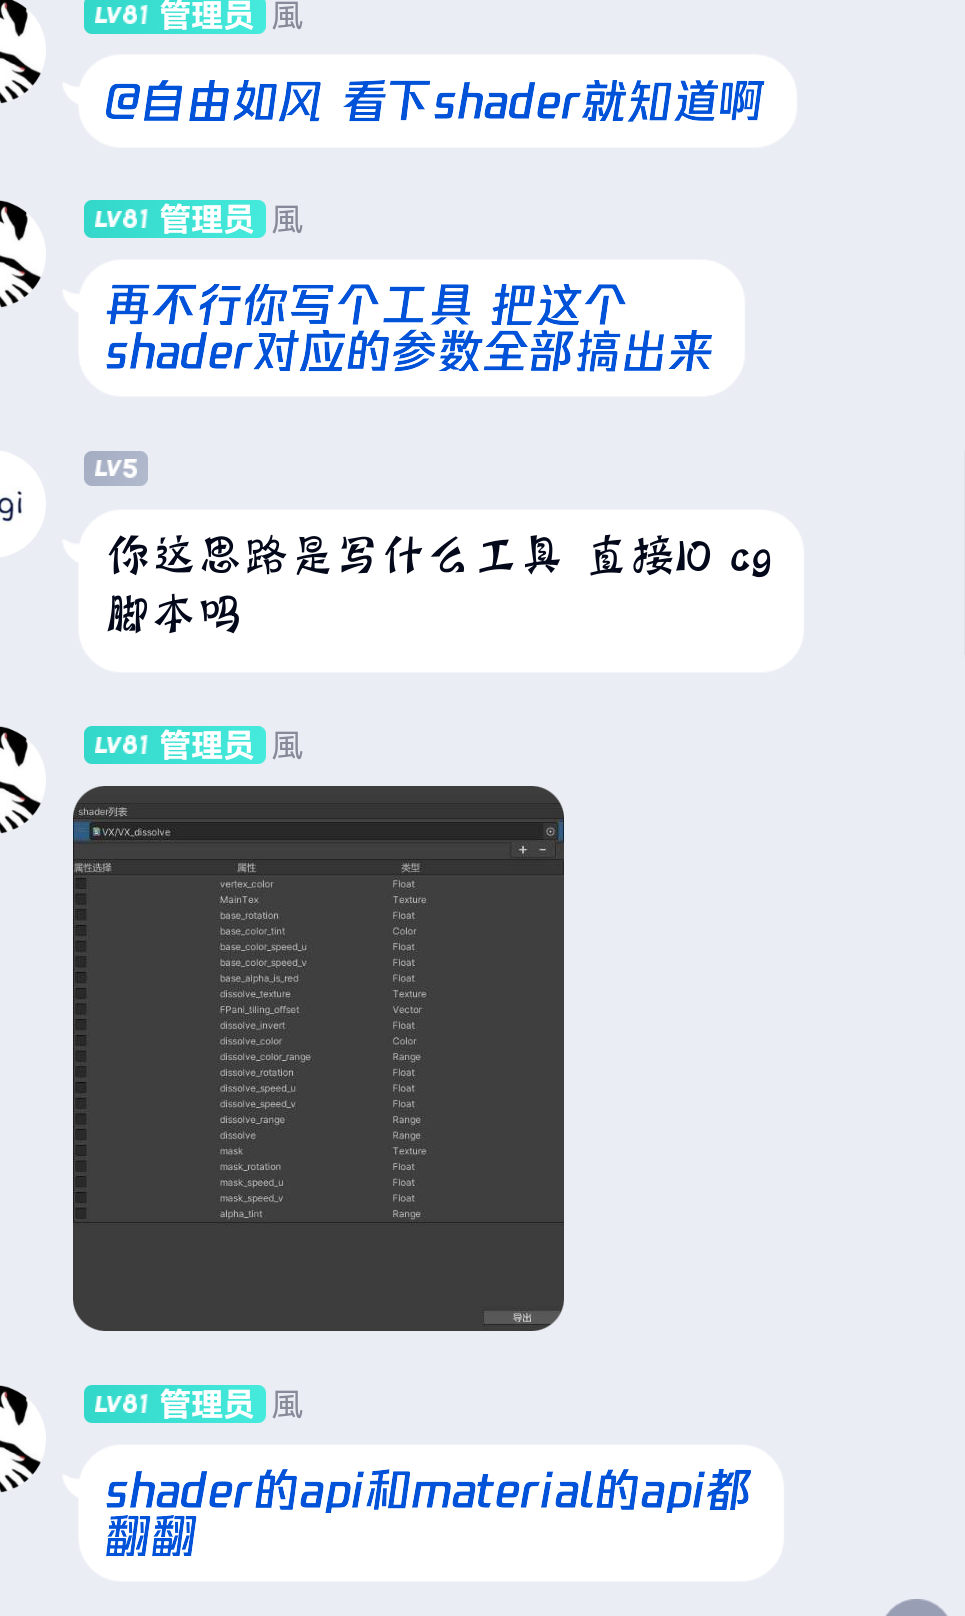 LV81 管理员 風
@自由如风 看下shader就知道啊
LV81 管理员 風
再不行你写个工具 把这个
shader对应的参数全部搞出来
gi
LV5
你这思路是写什么工具 直接IO cg
脚本吗
LV81 管理员 風
shader列表
VX/VX_dissolve
+ -
属性选择 属性 类型
vertex_color Float
MainTex Texture
base_rotation Float
base_color_tint Color
base_color_speed_u Float
base_color_speed_v Float
base_alpha_is_red Float
dissolve_texture Texture
FPani_tiling_offset Vector
dissolve_invert Float
dissolve_color Color
dissolve_color_range Range
dissolve_rotation Float
dissolve_speed_u Float
dissolve_speed_v Float
dissolve_range Range
dissolve Range
mask Texture
mask_rotation Float
mask_speed_u Float
mask_speed_v Float
alpha_tint Range
导出
LV81 管理员 風
shader的api和material的api都
翻翻